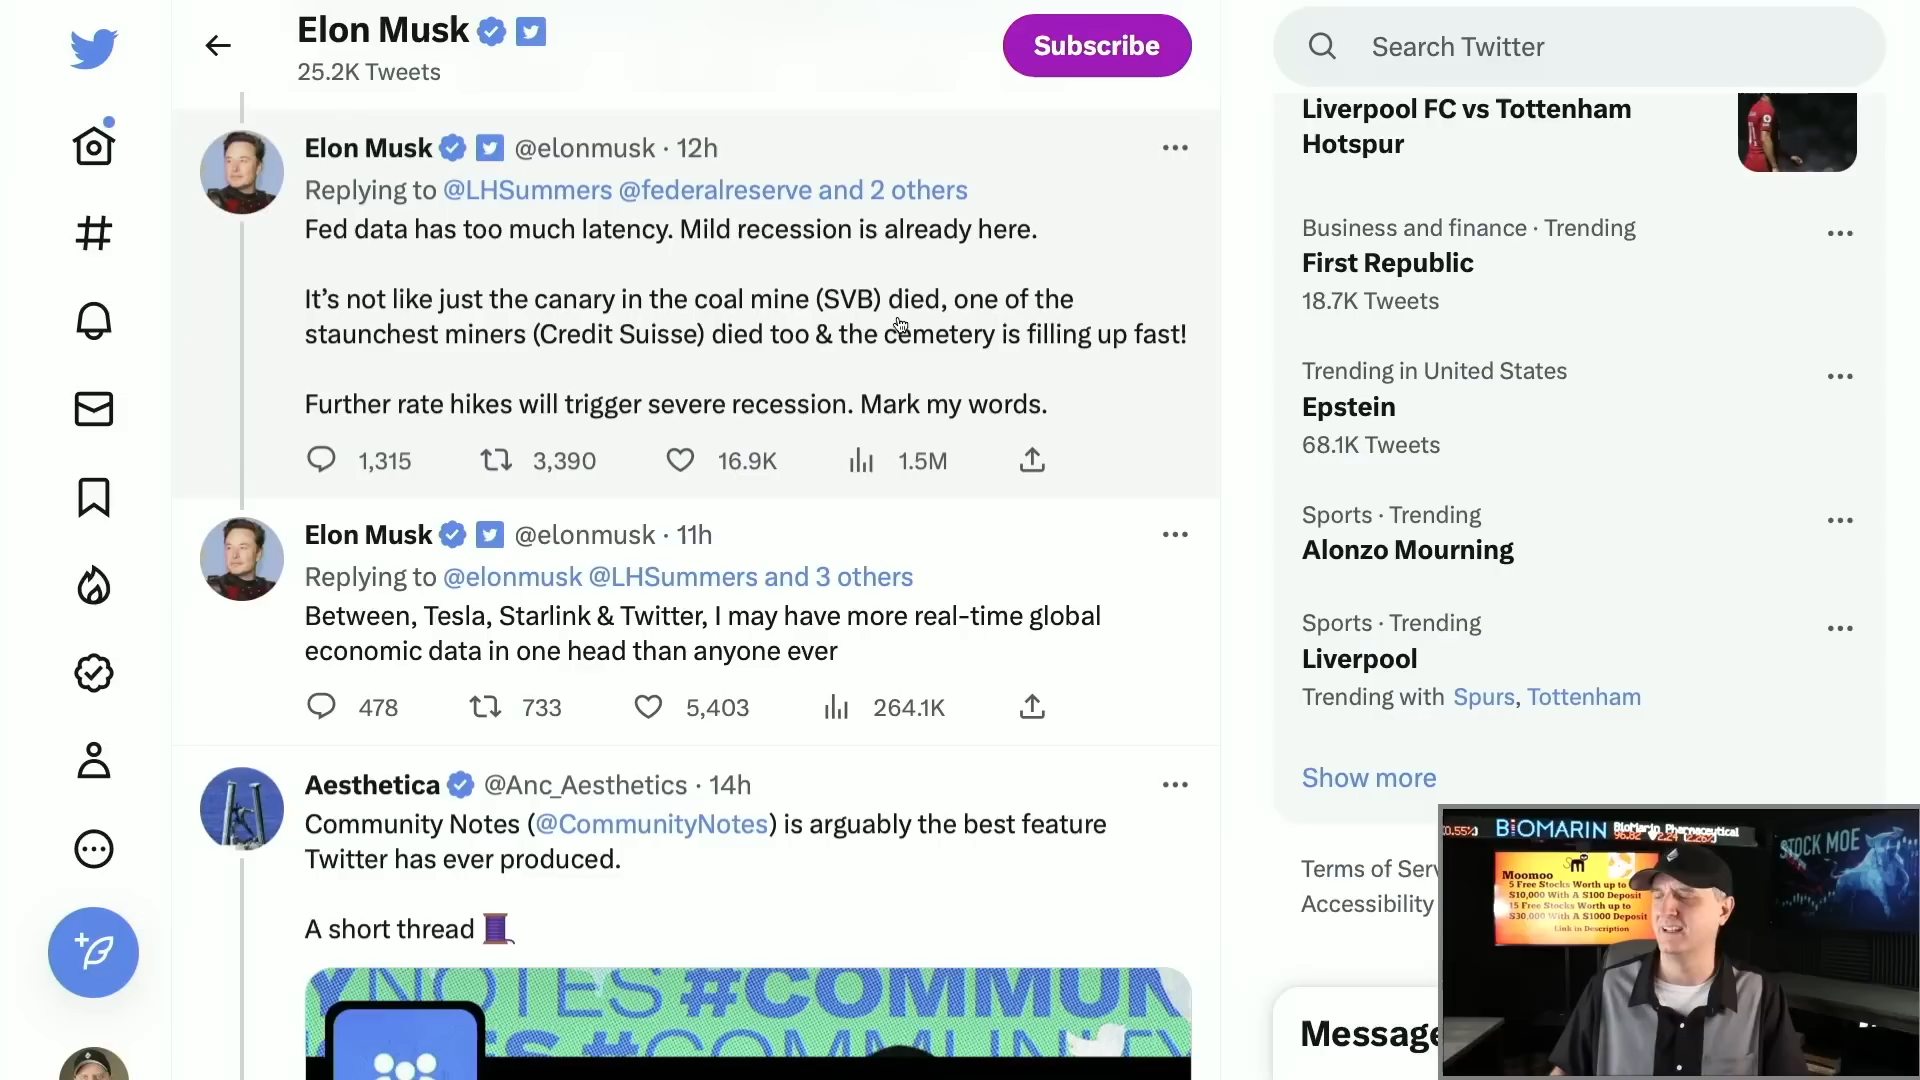 Elon Musk
25.2K Tweets
Subscribe
Search Twitter
Elon Musk @elonmusk · 12h
Replying to @LHSummers @federalreserve and 2 others
Fed data has too much latency. Mild recession is already here.
It’s not like just the canary in the coal mine (SVB) died, one of the
staunchest miners (Credit Suisse) died too & the cemetery is filling up fast!
Further rate hikes will trigger severe recession. Mark my words.
1,315 3,390 16.9K 1.5M
Elon Musk @elonmusk · 11h
Replying to @elonmusk @LHSummers and 3 others
Between, Tesla, Starlink & Twitter, I may have more real-time global
economic data in one head than anyone ever
478 733 5,403 264.1K
Aesthetica @Anc_Aesthetics · 14h
Community Notes (@CommunityNotes) is arguably the best feature
Twitter has ever produced.
A short thread
YNOTES #COMMUN
ES #COMMUNITY
Liverpool FC vs Tottenham
Hotspur
Business and finance · Trending
First Republic
18.7K Tweets
Trending in United States
Epstein
68.1K Tweets
Sports · Trending
Alonzo Mourning
Sports · Trending
Liverpool
Trending with Spurs, Tottenham
Show more
Terms of Serv
Accessibility
Message
0.55%) BIOMARIN BioMarin Pharmaceutical
96.82 2.24 (2.26%)
STOCK MOE
Moomoo
5 Free Stocks Worth up to
$10,000 With A $100 Deposit
15 Free Stocks Worth up to
$30,000 With A $1000 Deposit
Link in Description